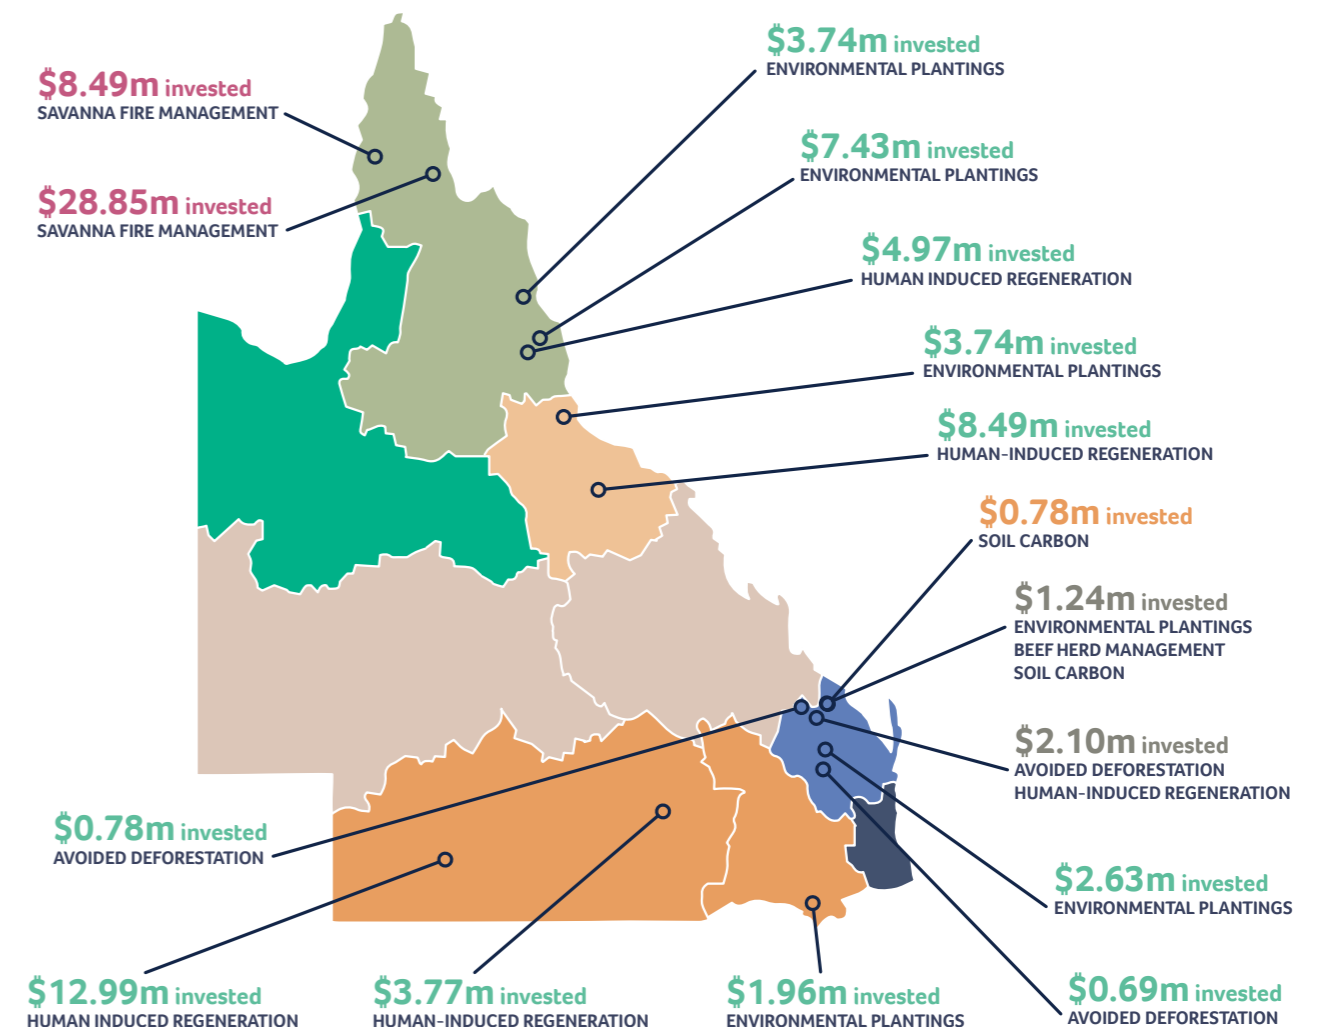 $3.74m invested
ENVIRONMENTAL PLANTINGS
$8.49m invested
SAVANNA FIRE MANAGEMENT
$7.43m invested
ENVIRONMENTAL PLANTINGS
$28.85m invested
SAVANNA FIRE MANAGEMENT
$4.97m invested
HUMAN INDUCED REGENERATION
$3.74m invested
ENVIRONMENTAL PLANTINGS
$8.49m invested
HUMAN-INDUCED REGENERATION
$0.78m invested
SOIL CARBON
$1.24m invested
ENVIRONMENTAL PLANTINGS
BEEF HERD MANAGEMENT
SOIL CARBON
$2.10m invested
AVOIDED DEFORESTATION
HUMAN-INDUCED REGENERATION
$0.78m invested
AVOIDED DEFORESTATION
$2.63m invested
ENVIRONMENTAL PLANTINGS
$12.99m invested
HUMAN INDUCED REGENERATION
$3.77m invested
HUMAN-INDUCED REGENERATION
$1.96m invested
ENVIRONMENTAL PLANTINGS
$0.69m invested
AVOIDED DEFORESTATION